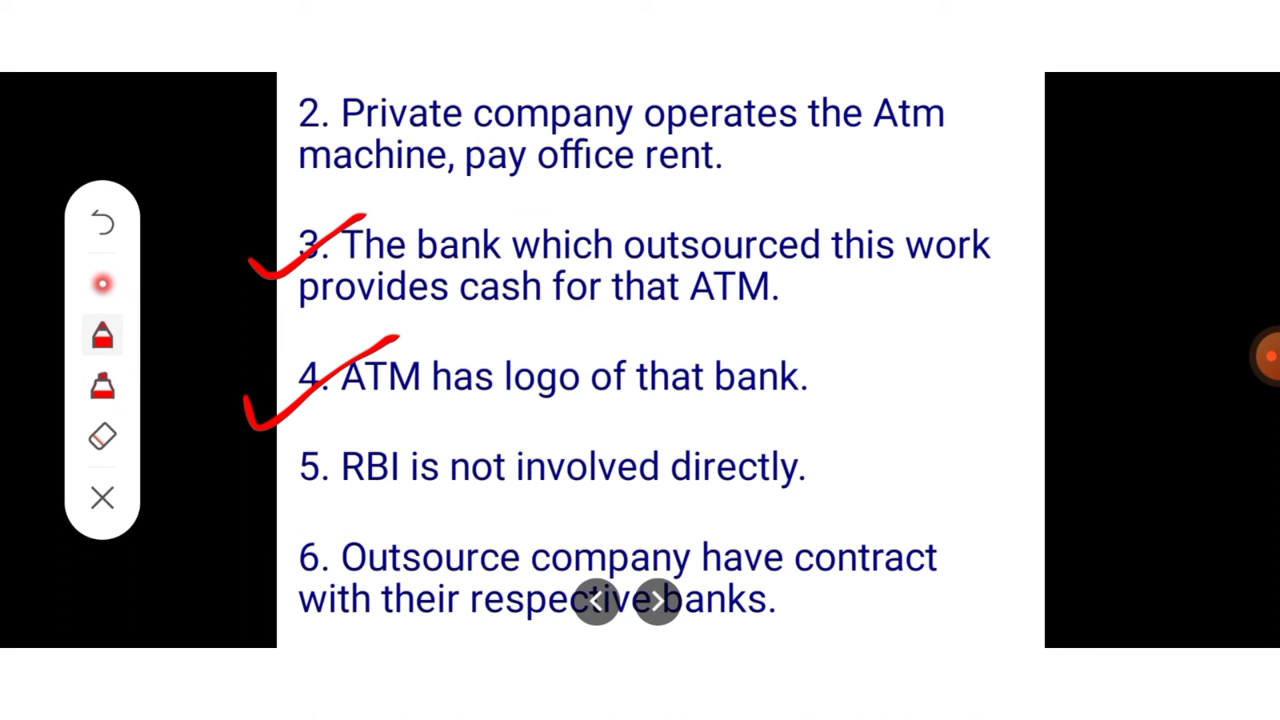 2. Private company operates the Atm
machine, pay office rent.
3. The bank which outsourced this work
provides cash for that ATM.
4. ATM has logo of that bank.
5. RBI is not involved directly.
6. Outsource company have contract
with their respective banks.